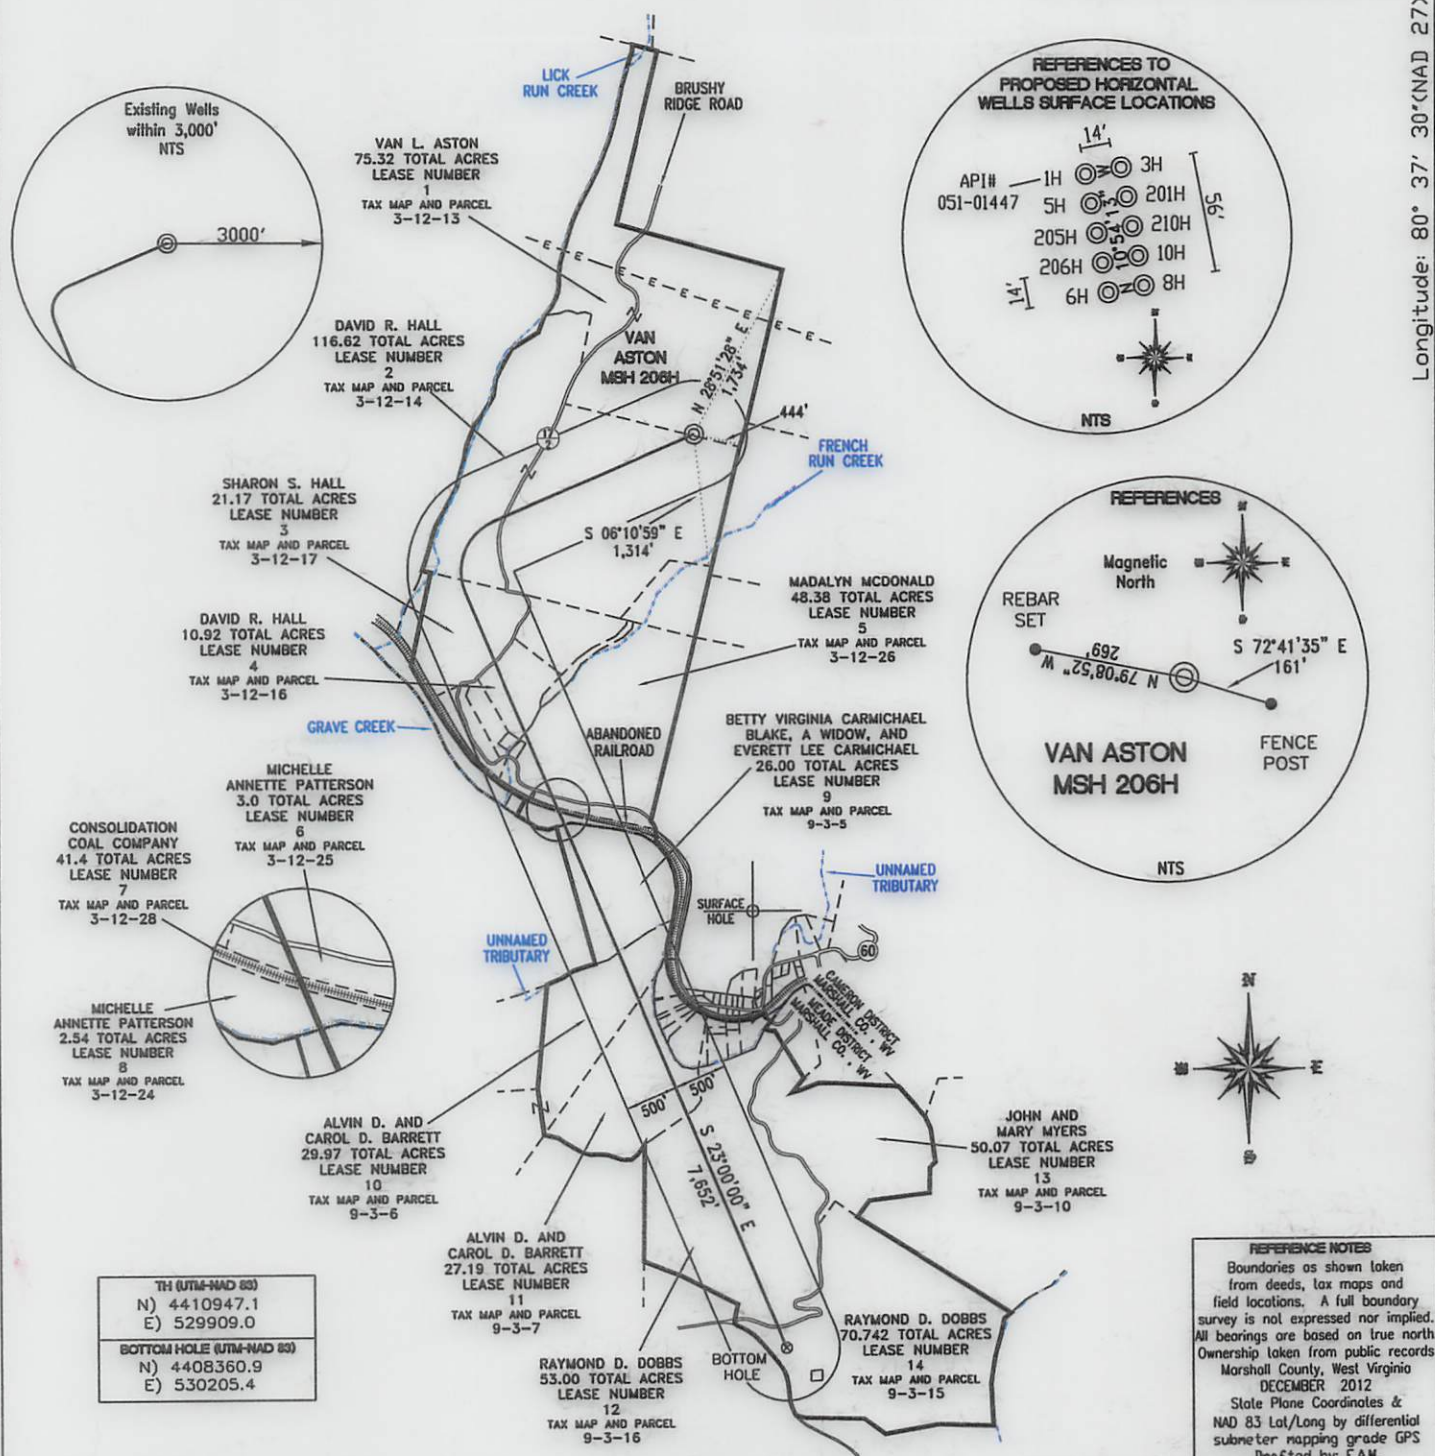 Longitude: 80° 37' 30"(NAD 27)
LICK
RUN CREEK
BRUSHY
RIDGE ROAD
Existing Wells
within 3,000'
NTS
3000'
VAN L. ASTON
75.32 TOTAL ACRES
LEASE NUMBER
1
TAX MAP AND PARCEL
3-12-13
REFERENCES TO
PROPOSED HORIZONTAL
WELLS SURFACE LOCATIONS
14'
API#
051-01447
1H
3H
5H
201H
205H
210H
206H
10H
6H
8H
56'
14'
N 10°54'13" W
N
E
S
NTS
DAVID R. HALL
116.62 TOTAL ACRES
LEASE NUMBER
2
TAX MAP AND PARCEL
3-12-14
VAN
ASTON
MSH 206H
E E E E E E E E E
N 28°51'28" E
1,734'
444'
17
2
FRENCH
RUN CREEK
S 06°10'59" E
1,314'
SHARON S. HALL
21.17 TOTAL ACRES
LEASE NUMBER
3
TAX MAP AND PARCEL
3-12-17
REFERENCES
Magnetic
North
REBAR
SET
N 79°08'52" W
269'
S 72°41'35" E
161'
FENCE
POST
VAN ASTON
MSH 206H
NTS
MADALYN MCDONALD
48.38 TOTAL ACRES
LEASE NUMBER
5
TAX MAP AND PARCEL
3-12-26
DAVID R. HALL
10.92 TOTAL ACRES
LEASE NUMBER
4
TAX MAP AND PARCEL
3-12-16
GRAVE CREEK
ABANDONED
RAILROAD
BETTY VIRGINIA CARMICHAEL
BLAKE, A WIDOW, AND
EVERETT LEE CARMICHAEL
26.00 TOTAL ACRES
LEASE NUMBER
9
TAX MAP AND PARCEL
9-3-5
MICHELLE
ANNETTE PATTERSON
3.0 TOTAL ACRES
LEASE NUMBER
6
TAX MAP AND PARCEL
3-12-25
CONSOLIDATION
COAL COMPANY
41.4 TOTAL ACRES
LEASE NUMBER
7
TAX MAP AND PARCEL
3-12-28
UNNAMED
TRIBUTARY
SURFACE
HOLE
UNNAMED
TRIBUTARY
60
CAMERON DISTRICT
MARSHALL CO., WV
MEADE DISTRICT
MARSHALL CO., WV
MICHELLE
ANNETTE PATTERSON
2.54 TOTAL ACRES
LEASE NUMBER
8
TAX MAP AND PARCEL
3-12-24
N
W
E
S
500'
500'
S 23°00'00" E
7,652'
ALVIN D. AND
CAROL D. BARRETT
29.97 TOTAL ACRES
LEASE NUMBER
10
TAX MAP AND PARCEL
9-3-6
JOHN AND
MARY MYERS
50.07 TOTAL ACRES
LEASE NUMBER
13
TAX MAP AND PARCEL
9-3-10
ALVIN D. AND
CAROL D. BARRETT
27.19 TOTAL ACRES
LEASE NUMBER
11
TAX MAP AND PARCEL
9-3-7
TH (UTM-NAD 83)
N) 4410947.1
E) 529909.0
BOTTOM HOLE (UTM-NAD 83)
N) 4408360.9
E) 530205.4
RAYMOND D. DOBBS
53.00 TOTAL ACRES
LEASE NUMBER
12
TAX MAP AND PARCEL
9-3-16
BOTTOM
HOLE
RAYMOND D. DOBBS
70.742 TOTAL ACRES
LEASE NUMBER
14
TAX MAP AND PARCEL
9-3-15
REFERENCE NOTES
Boundaries as shown taken
from deeds, tax maps and
field locations. A full boundary
survey is not expressed nor implied.
All bearings are based on true north
Ownership taken from public records
Marshall County, West Virginia
DECEMBER 2012
State Plane Coordinates &
NAD 83 Lat/Long by differential
submeter mapping grade GPS
Drafted by: F.A.M.